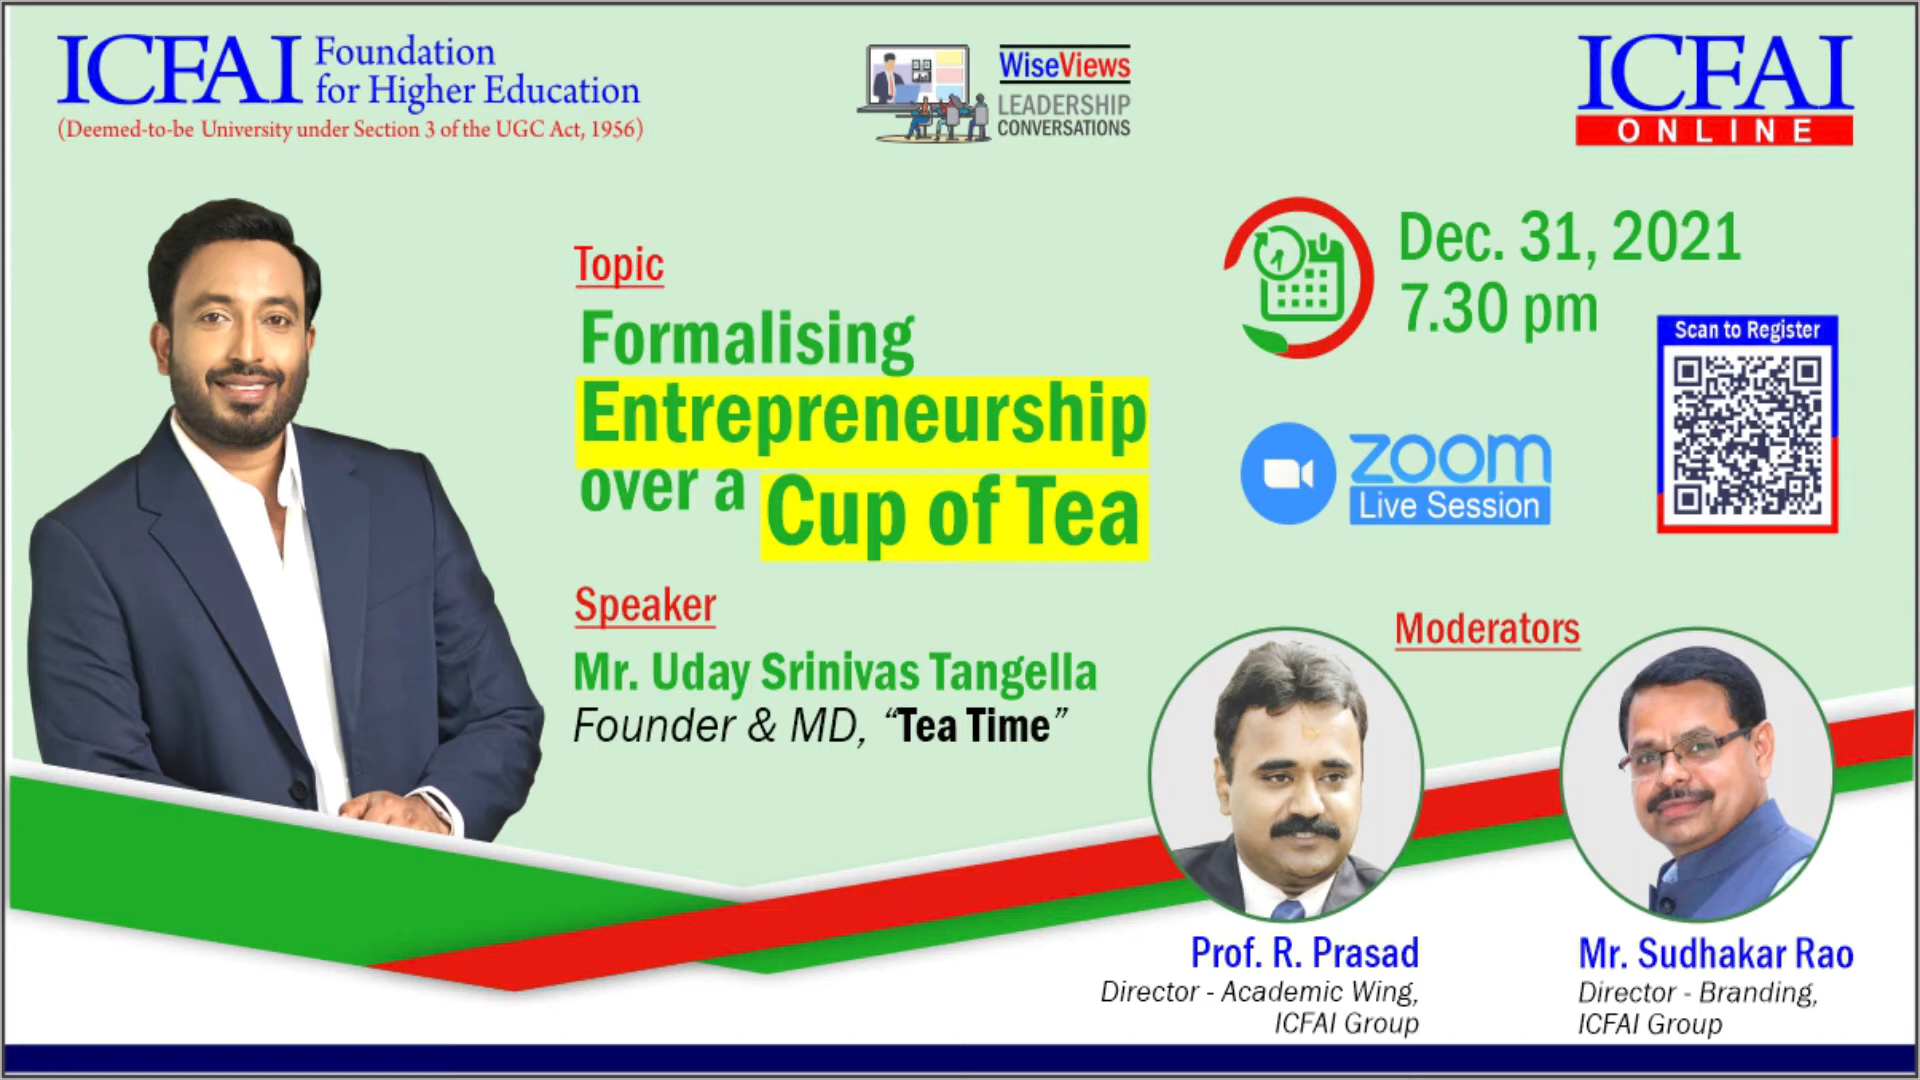 ICFAI Foundation
for Higher Education
(Deemed-to-be University under Section 3 of the UGC Act, 1956)
WiseViews
LEADERSHIP
CONVERSATIONS
ICFAI
ONLINE
Topic
Formalising
Entrepreneurship
over a Cup of Tea
Speaker
Mr. Uday Srinivas Tangella
Founder & MD, “Tea Time”
Dec. 31, 2021
7.30 pm
Scan to Register
zoom
Live Session
Moderators
Prof. R. Prasad
Director - Academic Wing,
ICFAI Group
Mr. Sudhakar Rao
Director - Branding,
ICFAI Group